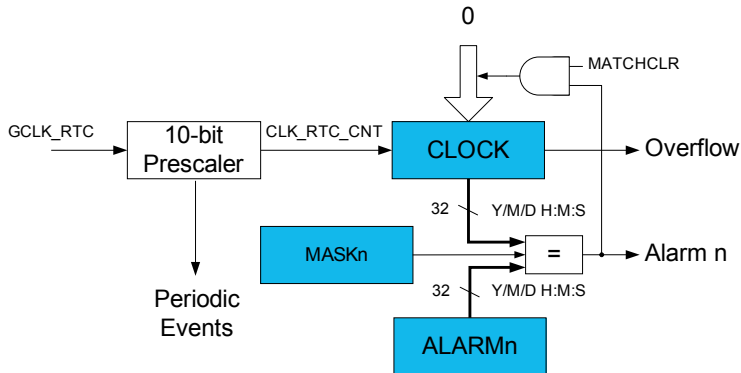 0
MATCHCLR
GCLK_RTC
10-bit
Prescaler
CLK_RTC_CNT
CLOCK
Overflow
32
Y/M/D H:M:S
MASKn
=
Alarm n
Periodic
Events
32
Y/M/D H:M:S
ALARMn